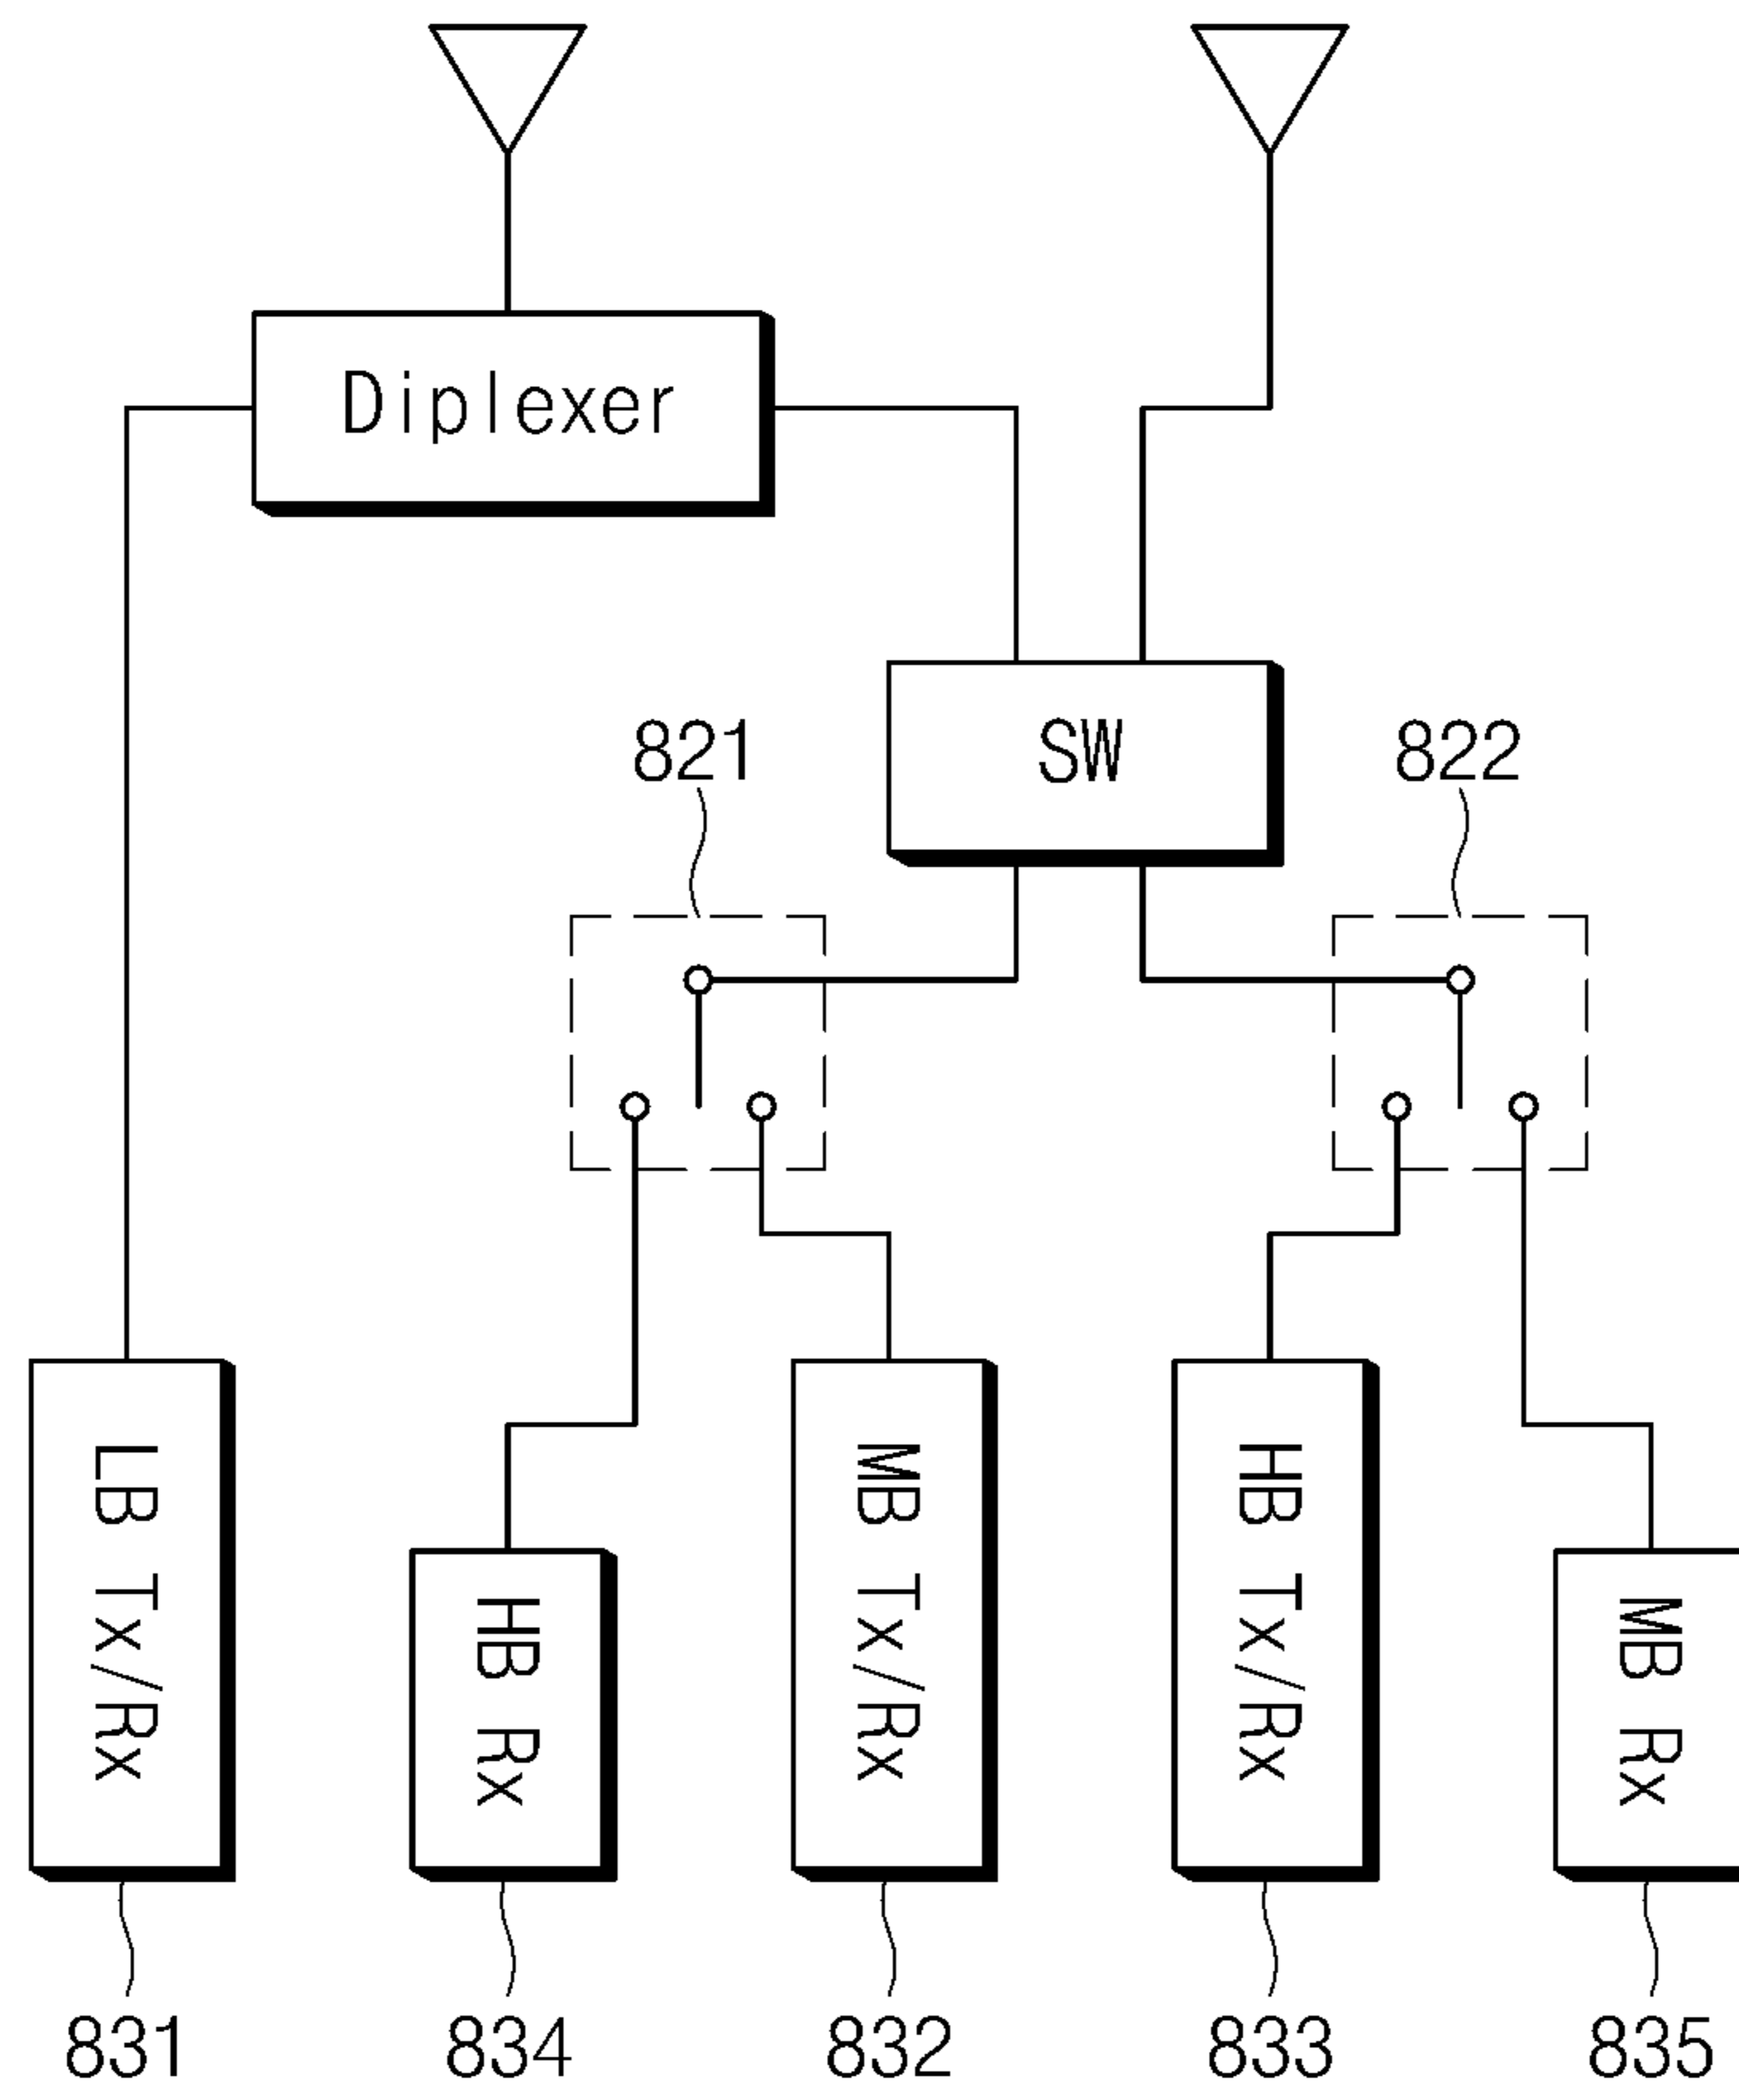 Diplexer
821
SW
822
LB Tx/Rx
HB Rx
MB Tx/Rx
HB Tx/Rx
MB Rx
831
834
832
833
835